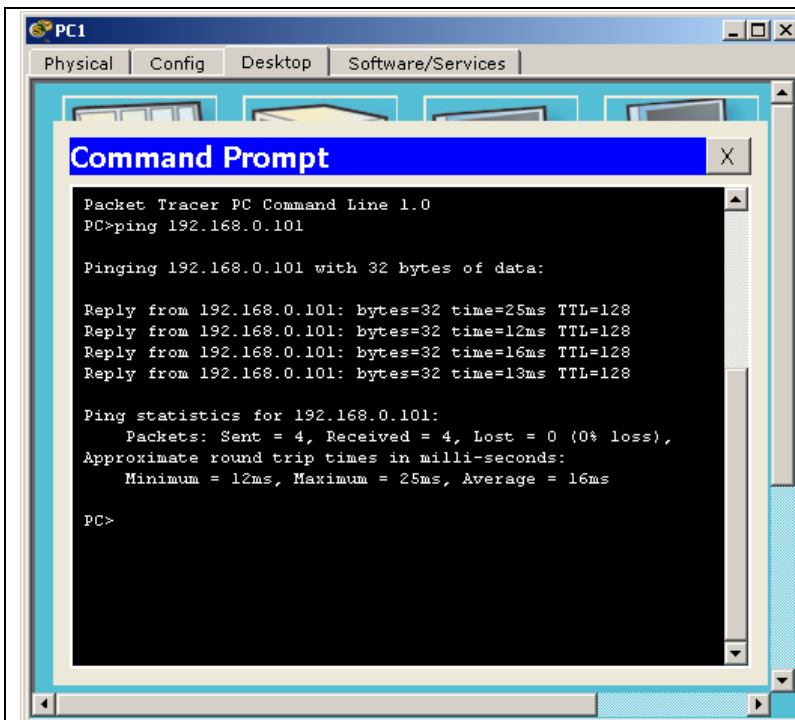 PC1
Physical Config Desktop Software/Services
Command Prompt X
Packet Tracer PC Command Line 1.0
PC>ping 192.168.0.101
Pinging 192.168.0.101 with 32 bytes of data:
Reply from 192.168.0.101: bytes=32 time=25ms TTL=128
Reply from 192.168.0.101: bytes=32 time=12ms TTL=128
Reply from 192.168.0.101: bytes=32 time=16ms TTL=128
Reply from 192.168.0.101: bytes=32 time=13ms TTL=128
Ping statistics for 192.168.0.101:
Packets: Sent = 4, Received = 4, Lost = 0 (0% loss),
Approximate round trip times in milli-seconds:
Minimum = 12ms, Maximum = 25ms, Average = 16ms
PC>